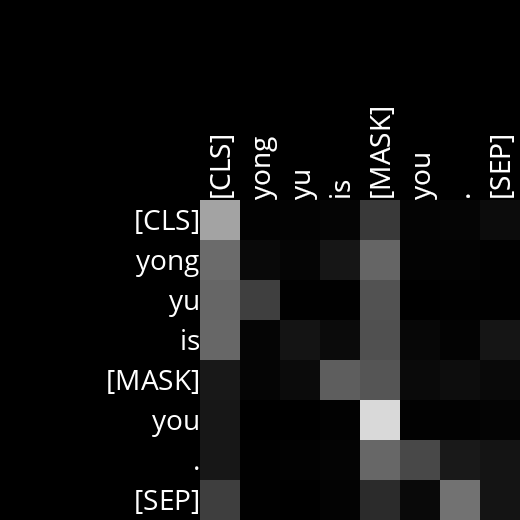 [CLS] yong yu is [MASK] you . [SEP]
[CLS]
yong
yu
is
[MASK]
you
.
[SEP]